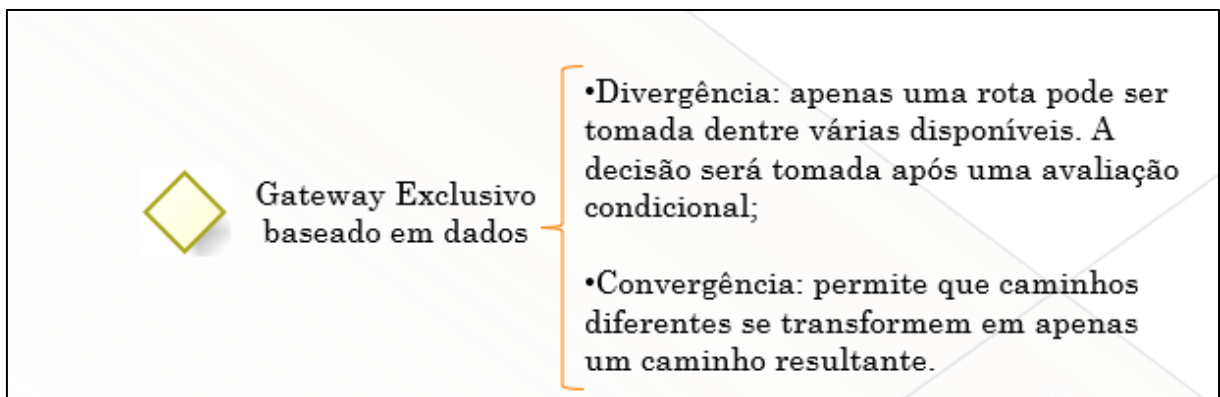 Gateway Exclusivo
baseado em dados
•Divergência: apenas uma rota pode ser
tomada dentre várias disponíveis. A
decisão será tomada após uma avaliação
condicional;
•Convergência: permite que caminhos
diferentes se transformem em apenas
um caminho resultante.